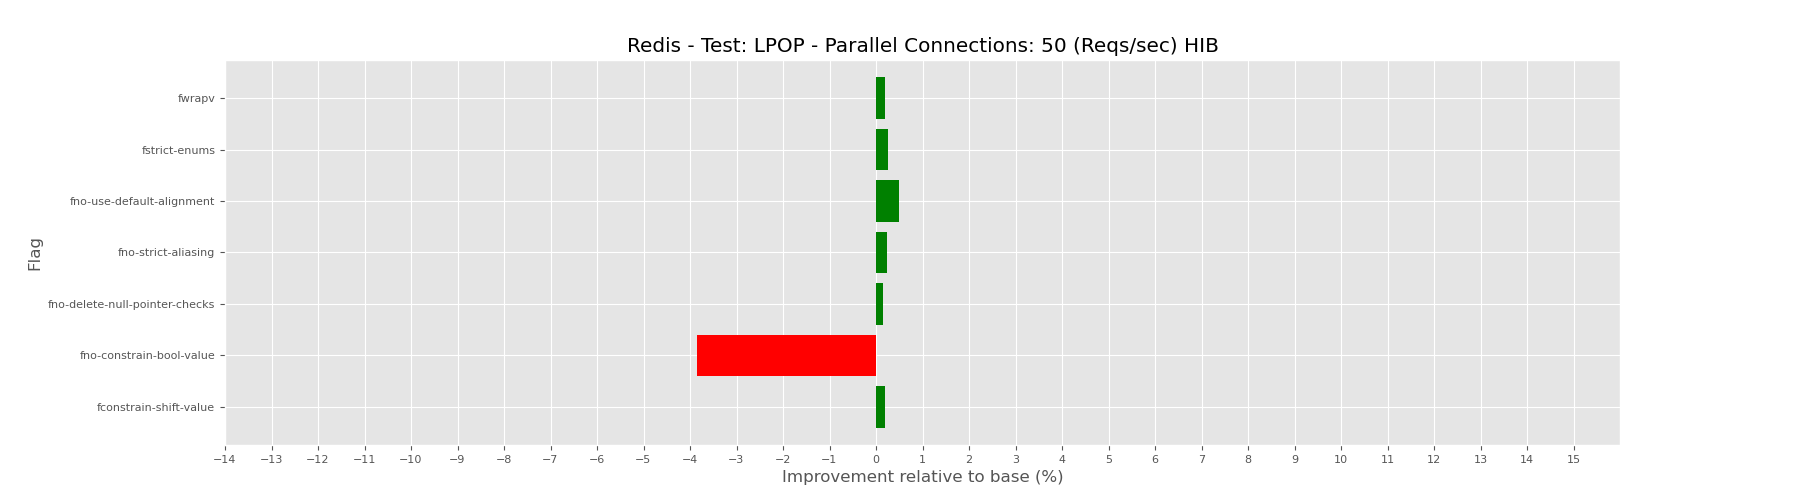 Redis - Test: LPOP - Parallel Connections: 50 (Reqs/sec) HIB
Flag
fwrapv
fstrict-enums
fno-use-default-alignment
fno-strict-aliasing
fno-delete-null-pointer-checks
fno-constrain-bool-value
fconstrain-shift-value
−14 −13 −12 −11 −10 −9 −8 −7 −6 −5 −4 −3 −2 −1 0 1 2 3 4 5 6 7 8 9 10 11 12 13 14 15
Improvement relative to base (%)